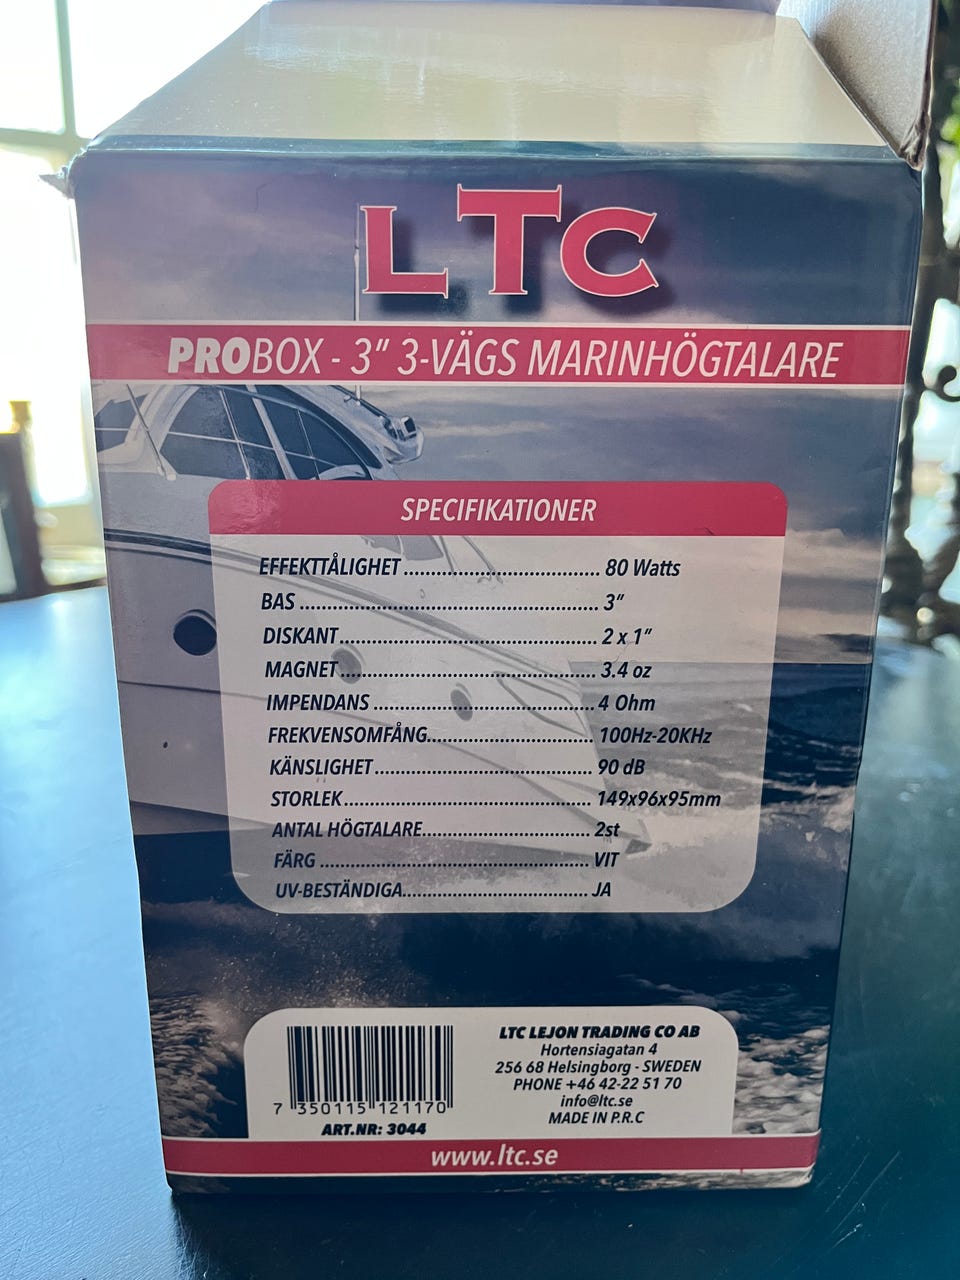 LTC
PROBOX - 3" 3-VÄGS MARINHÖGTALARE
SPECIFIKATIONER
EFFEKTTÅLIGHET 80 Watts
BAS 3"
DISKANT 2 x 1"
MAGNET 3.4 oz
IMPENDANS 4 Ohm
FREKVENSOMFÅNG 100Hz-20KHz
KÄNSLIGHET 90 dB
STORLEK 149x96x95mm
ANTAL HÖGTALARE 2st
FÄRG VIT
UV-BESTÄNDIGA JA
7 350115 121170
ART.NR: 3044
LTC LEJON TRADING CO AB
Hortensiagatan 4
256 68 Helsingborg - SWEDEN
PHONE +46 42-22 51 70
info@ltc.se
MADE IN P.R.C
www.ltc.se